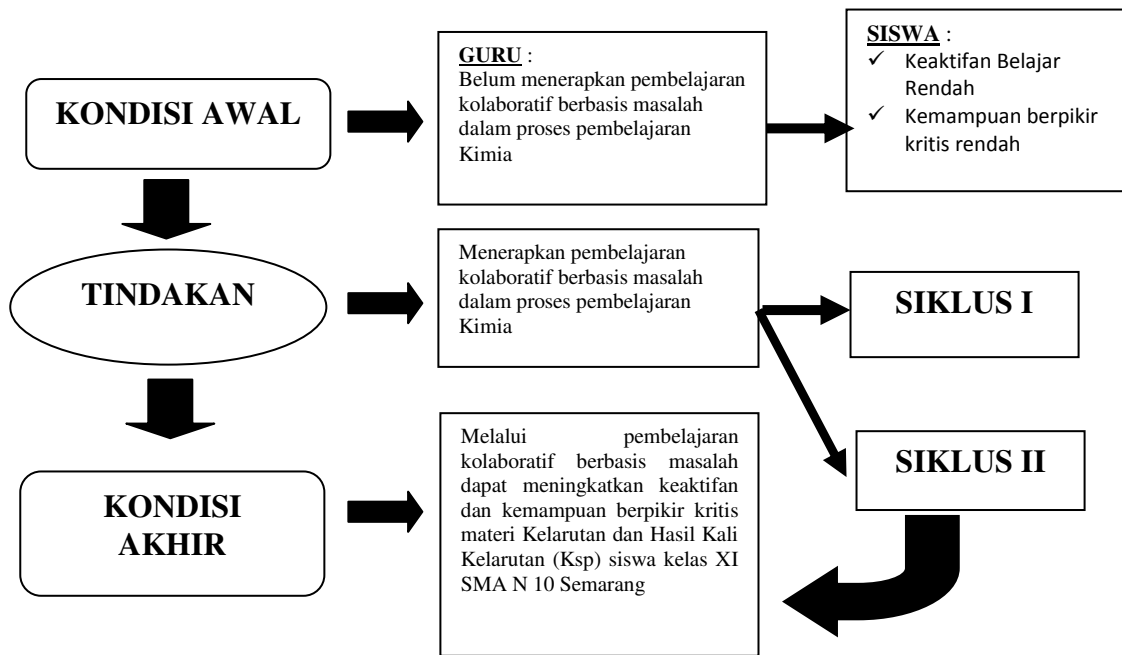 KONDISI AWAL
GURU :
Belum menerapkan pembelajaran
kolaboratif berbasis masalah
dalam proses pembelajaran
Kimia
SISWA :
✓ Keaktifan Belajar
Rendah
✓ Kemampuan berpikir
kritis rendah
TINDAKAN
Menerapkan pembelajaran
kolaboratif berbasis masalah
dalam proses pembelajaran
Kimia
SIKLUS I
SIKLUS II
KONDISI
AKHIR
Melalui pembelajaran
kolaboratif berbasis masalah
dapat meningkatkan keaktifan
dan kemampuan berpikir kritis
materi Kelarutan dan Hasil Kali
Kelarutan (Ksp) siswa kelas XI
SMA N 10 Semarang